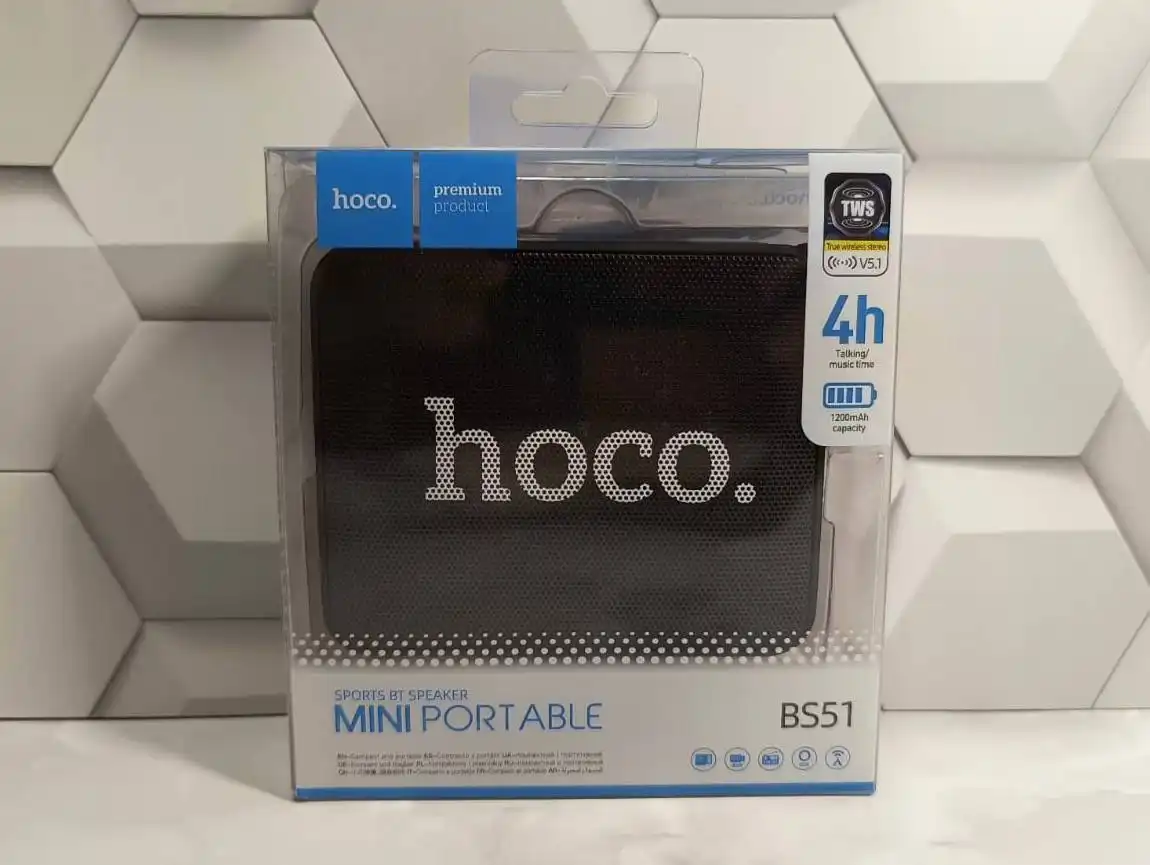 hoco.
premium
product
TWS
True wireless stereo
V5.1
4h
Talking/
music time
1200mAh
capacity
hoco.
SPORTS BT SPEAKER
MINI PORTABLE
BS51